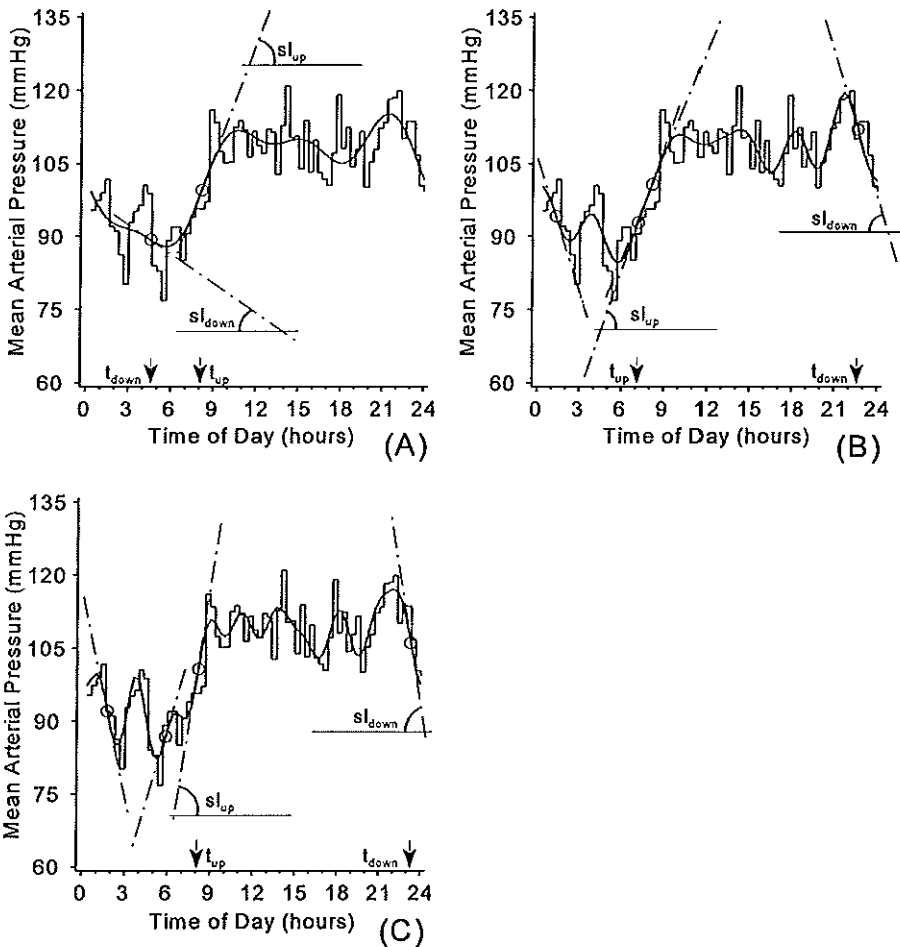 Mean Arterial Pressure (mmHg)
135
120
105
90
75
60
sl_up
sl_down
t_down
t_up
0 3 6 9 12 15 18 21 24
Time of Day (hours)
(A)
Mean Arterial Pressure (mmHg)
135
120
105
90
75
60
sl_down
sl_up
t_up
t_down
0 3 6 9 12 15 18 21 24
Time of Day (hours)
(B)
Mean Arterial Pressure (mmHg)
135
120
105
90
75
60
sl_down
sl_up
t_up
t_down
0 3 6 9 12 15 18 21 24
Time of Day (hours)
(C)